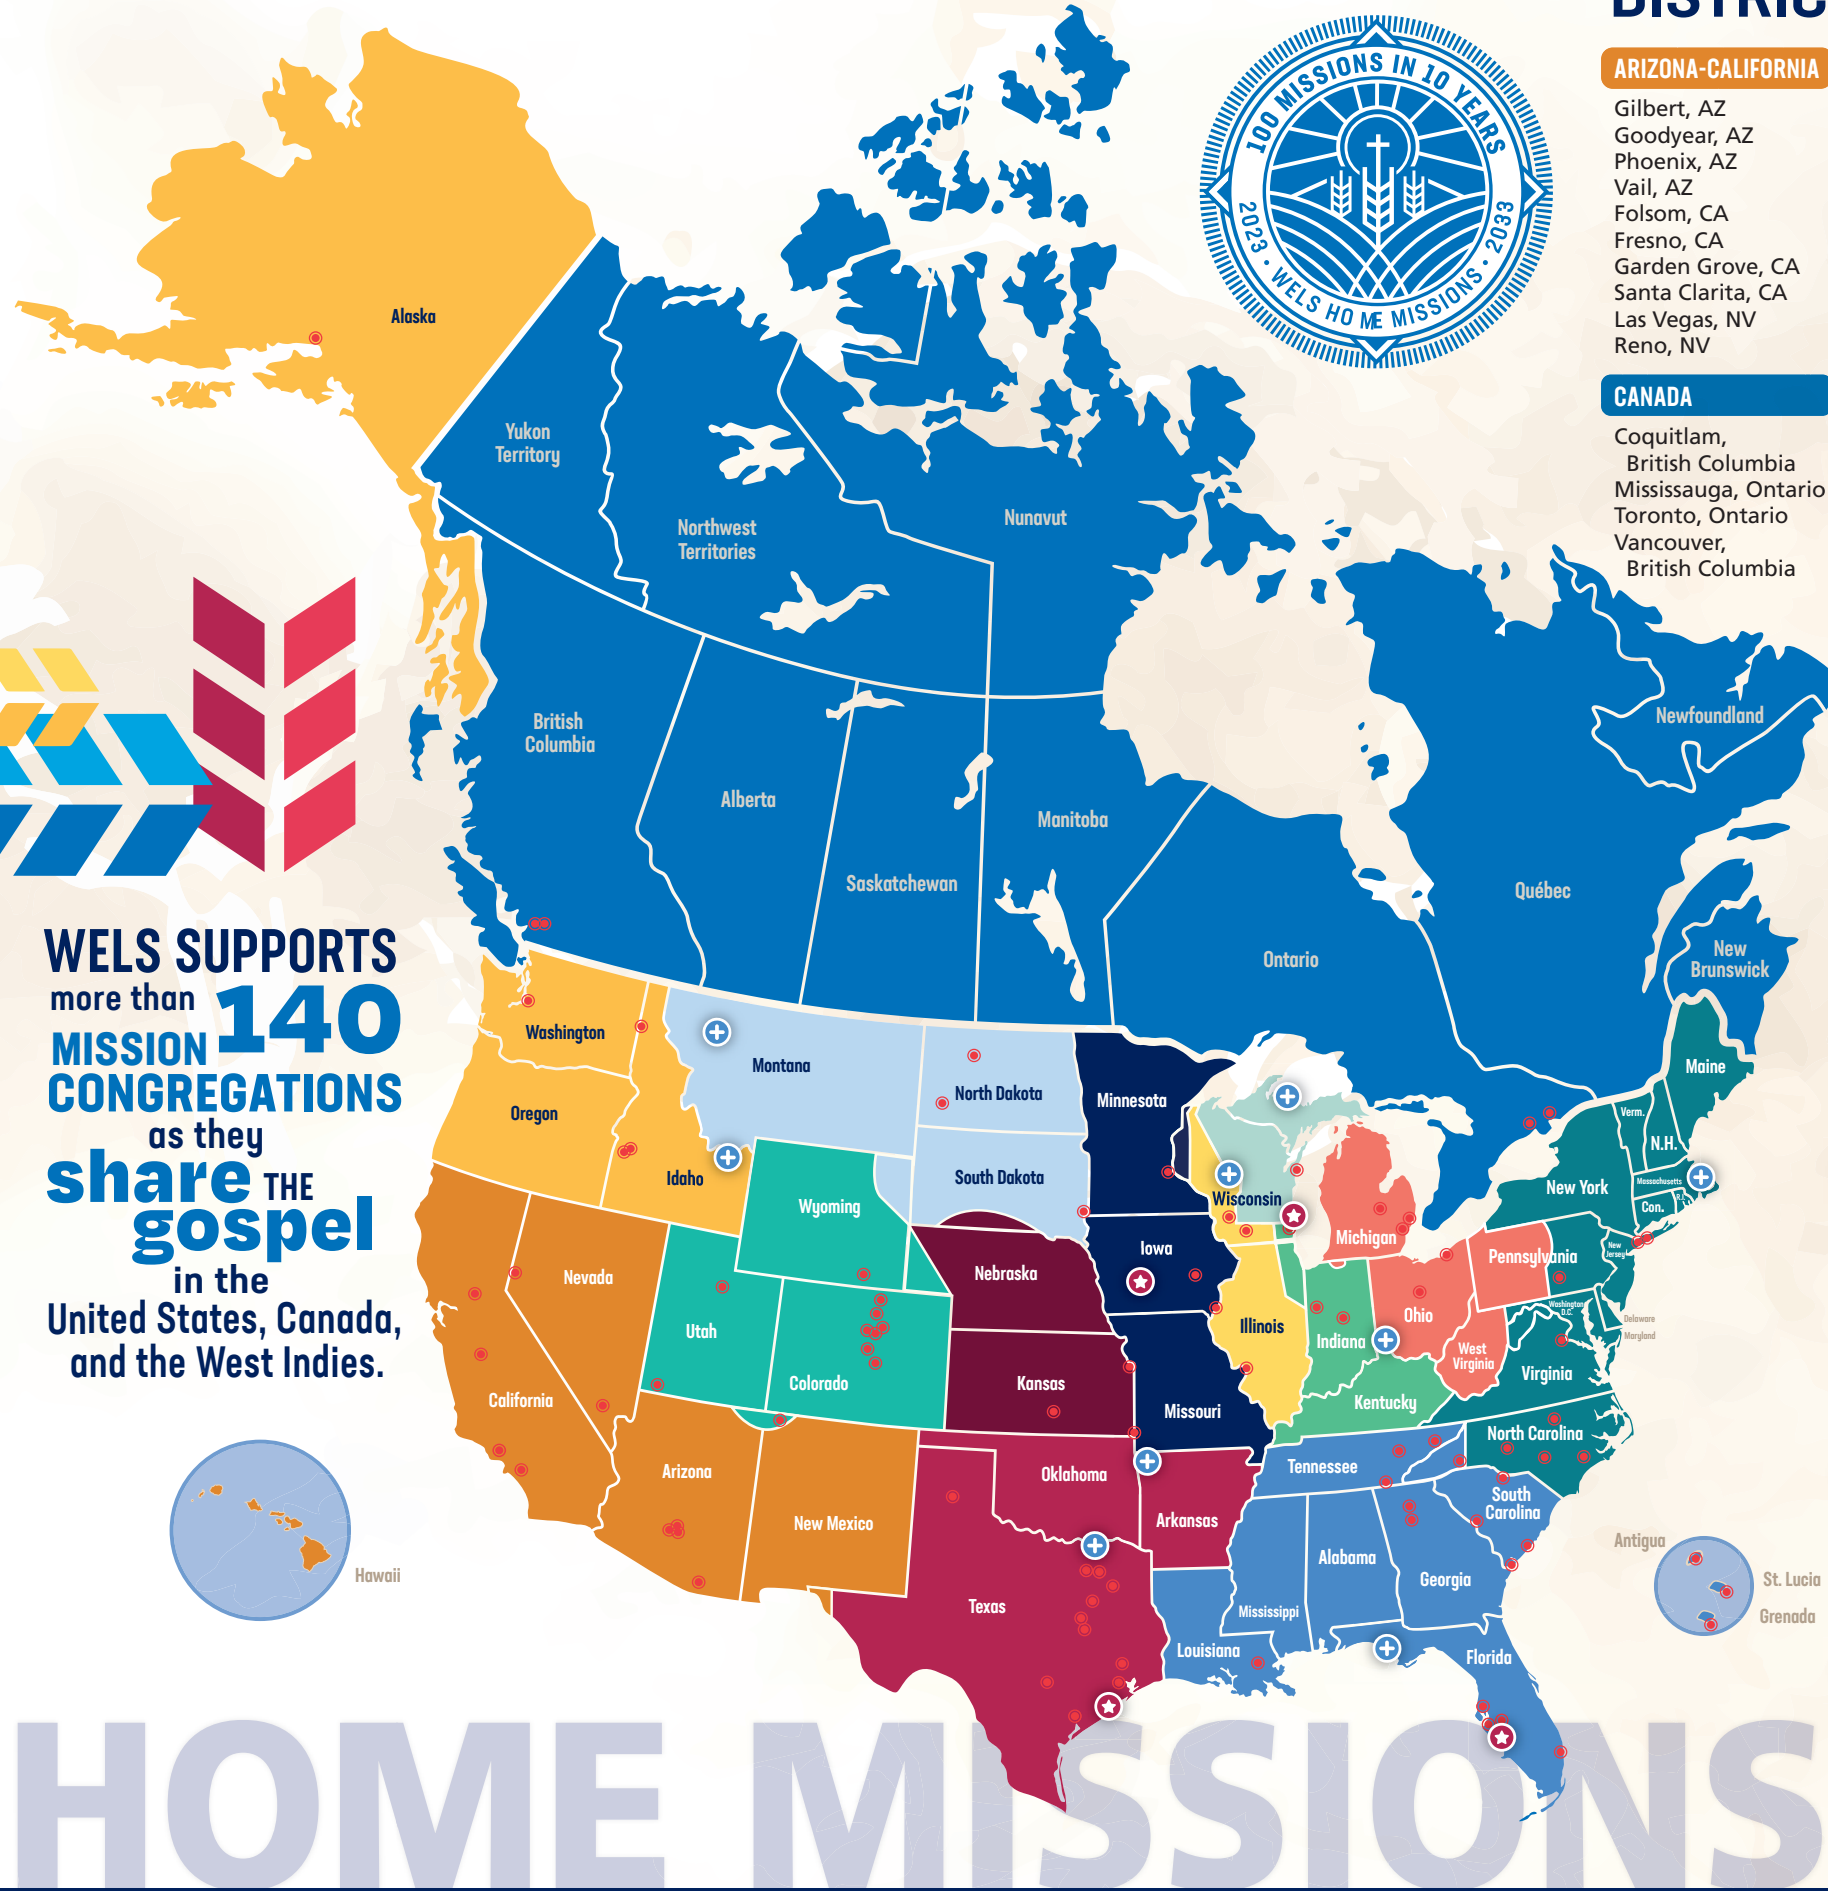 DISTRIC
ARIZONA-CALIFORNIA
Gilbert, AZ
Goodyear, AZ
Phoenix, AZ
Vail, AZ
Folsom, CA
Fresno, CA
Garden Grove, CA
Santa Clarita, CA
Las Vegas, NV
Reno, NV
CANADA
Coquitlam,
British Columbia
Mississauga, Ontario
Toronto, Ontario
Vancouver,
British Columbia
100 MISSIONS IN 10 YEARS
2023 · WELS HOME MISSIONS · 2033
Alaska
Yukon
Territory
Northwest
Territories
Nunavut
British
Columbia
Alberta
Saskatchewan
Manitoba
Ontario
Québec
Newfoundland
New
Brunswick
WELS SUPPORTS
more than 140
MISSION
CONGREGATIONS
as they
share THE
gospel
in the
United States, Canada,
and the West Indies.
Washington
Oregon
Idaho
Montana
North Dakota
South Dakota
Minnesota
Wisconsin
Michigan
Wyoming
Nebraska
Iowa
Nevada
Utah
Colorado
California
Kansas
Missouri
Illinois
Indiana
Ohio
Kentucky
West
Virginia
Virginia
Pennsylvania
New York
New
Jersey
Maine
Verm.
N.H.
Massachusetts
R.I.
Con.
Washington
D.C.
Delaware
Maryland
North Carolina
South
Carolina
Tennessee
Arizona
New Mexico
Oklahoma
Arkansas
Texas
Louisiana
Mississippi
Alabama
Georgia
Florida
Hawaii
Antigua
St. Lucia
Grenada
HOME MISSIONS